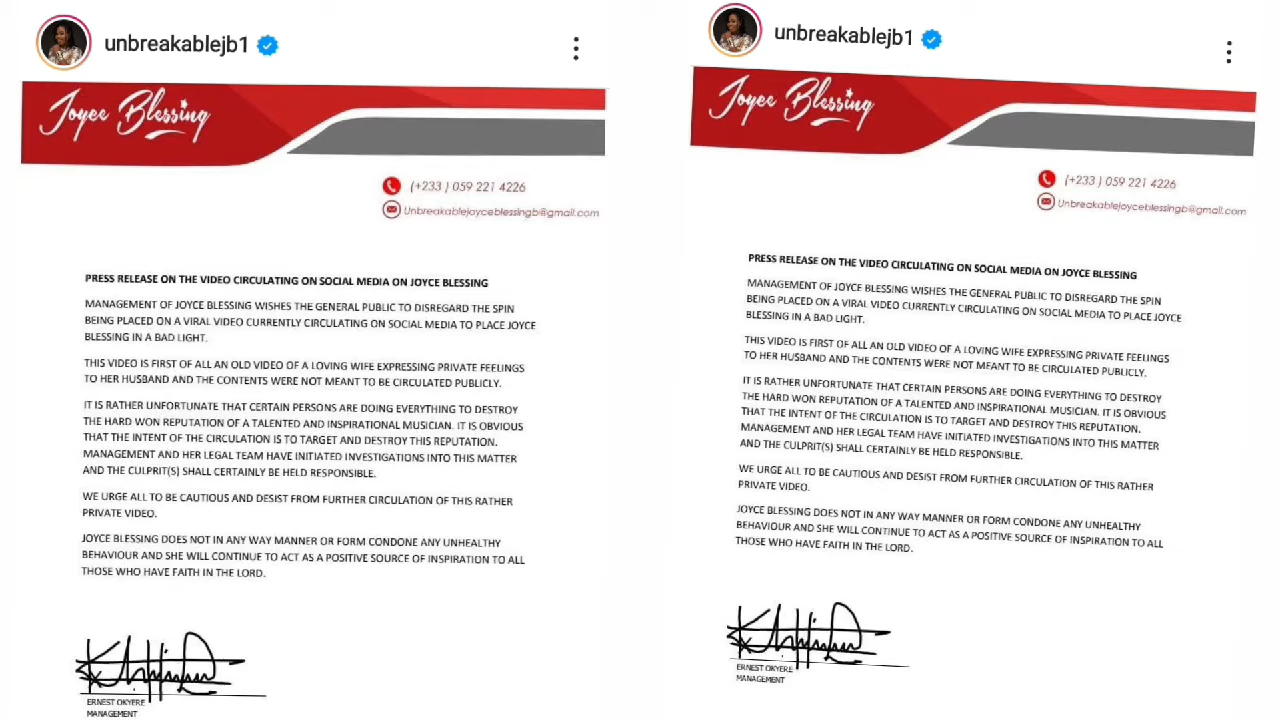 unbreakablejb1
Joyce Blessing
(+233 ) 059 221 4226
Unbreakablejoyceblessingb@gmail.com
PRESS RELEASE ON THE VIDEO CIRCULATING ON SOCIAL MEDIA ON JOYCE BLESSING
MANAGEMENT OF JOYCE BLESSING WISHES THE GENERAL PUBLIC TO DISREGARD THE SPIN
BEING PLACED ON A VIRAL VIDEO CURRENTLY CIRCULATING ON SOCIAL MEDIA TO PLACE JOYCE
BLESSING IN A BAD LIGHT.
THIS VIDEO IS FIRST OF ALL AN OLD VIDEO OF A LOVING WIFE EXPRESSING PRIVATE FEELINGS
TO HER HUSBAND AND THE CONTENTS WERE NOT MEANT TO BE CIRCULATED PUBLICLY.
IT IS RATHER UNFORTUNATE THAT CERTAIN PERSONS ARE DOING EVERYTHING TO DESTROY
THE HARD WON REPUTATION OF A TALENTED AND INSPIRATIONAL MUSICIAN. IT IS OBVIOUS
THAT THE INTENT OF THE CIRCULATION IS TO TARGET AND DESTROY THIS REPUTATION.
MANAGEMENT AND HER LEGAL TEAM HAVE INITIATED INVESTIGATIONS INTO THIS MATTER
AND THE CULPRIT(S) SHALL CERTAINLY BE HELD RESPONSIBLE.
WE URGE ALL TO BE CAUTIOUS AND DESIST FROM FURTHER CIRCULATION OF THIS RATHER
PRIVATE VIDEO.
JOYCE BLESSING DOES NOT IN ANY WAY MANNER OR FORM CONDONE ANY UNHEALTHY
BEHAVIOUR AND SHE WILL CONTINUE TO ACT AS A POSITIVE SOURCE OF INSPIRATION TO ALL
THOSE WHO HAVE FAITH IN THE LORD.
ERNEST OKYERE
MANAGEMENT
unbreakablejb1
Joyce Blessing
(+233 ) 059 221 4226
Unbreakablejoyceblessingb@gmail.com
PRESS RELEASE ON THE VIDEO CIRCULATING ON SOCIAL MEDIA ON JOYCE BLESSING
MANAGEMENT OF JOYCE BLESSING WISHES THE GENERAL PUBLIC TO DISREGARD THE SPIN
BEING PLACED ON A VIRAL VIDEO CURRENTLY CIRCULATING ON SOCIAL MEDIA TO PLACE JOYCE
BLESSING IN A BAD LIGHT.
THIS VIDEO IS FIRST OF ALL AN OLD VIDEO OF A LOVING WIFE EXPRESSING PRIVATE FEELINGS
TO HER HUSBAND AND THE CONTENTS WERE NOT MEANT TO BE CIRCULATED PUBLICLY.
IT IS RATHER UNFORTUNATE THAT CERTAIN PERSONS ARE DOING EVERYTHING TO DESTROY
THE HARD WON REPUTATION OF A TALENTED AND INSPIRATIONAL MUSICIAN. IT IS OBVIOUS
THAT THE INTENT OF THE CIRCULATION IS TO TARGET AND DESTROY THIS REPUTATION.
MANAGEMENT AND HER LEGAL TEAM HAVE INITIATED INVESTIGATIONS INTO THIS MATTER
AND THE CULPRIT(S) SHALL CERTAINLY BE HELD RESPONSIBLE.
WE URGE ALL TO BE CAUTIOUS AND DESIST FROM FURTHER CIRCULATION OF THIS RATHER
PRIVATE VIDEO.
JOYCE BLESSING DOES NOT IN ANY WAY MANNER OR FORM CONDONE ANY UNHEALTHY
BEHAVIOUR AND SHE WILL CONTINUE TO ACT AS A POSITIVE SOURCE OF INSPIRATION TO ALL
THOSE WHO HAVE FAITH IN THE LORD.
ERNEST OKYERE
MANAGEMENT